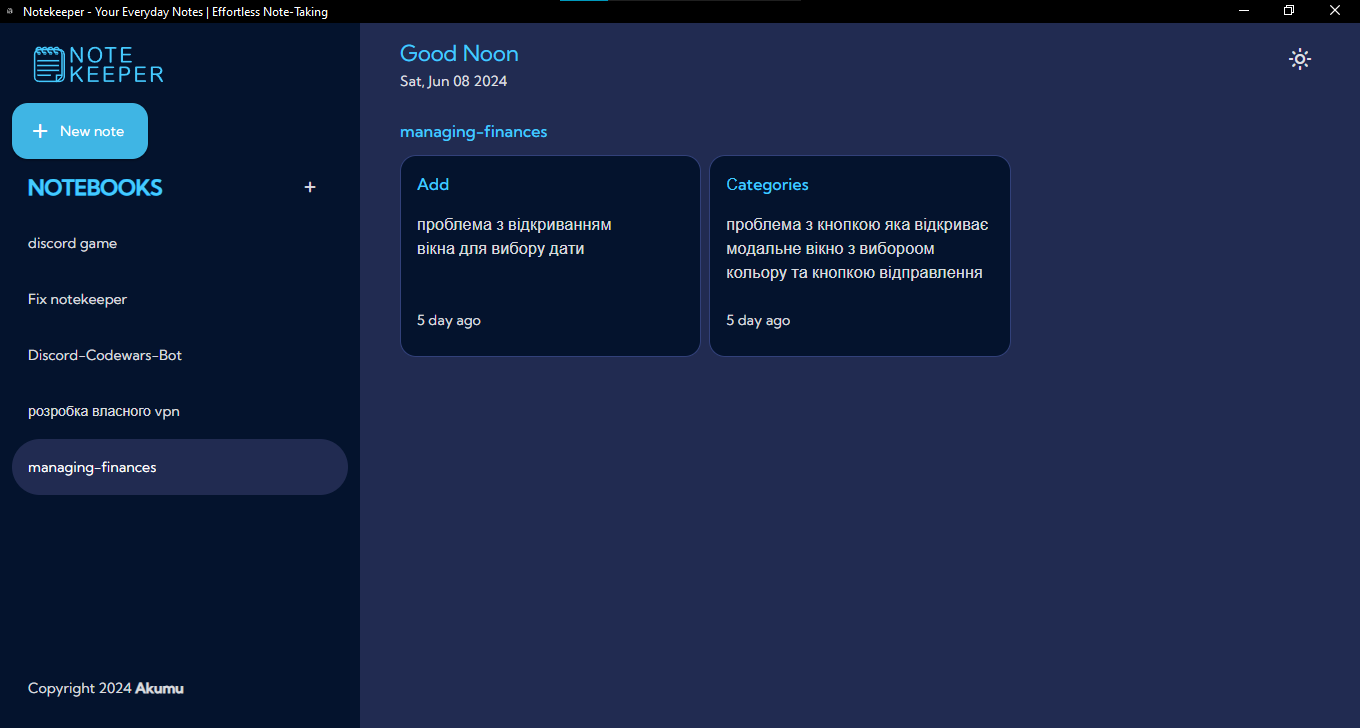 Notekeeper - Your Everyday Notes | Effortless Note-Taking
NOTE
KEEPER
New note
NOTEBOOKS
discord game
Fix notekeeper
Discord-Codewars-Bot
розробка власного vpn
managing-finances
Copyright 2024 Akumu
Good Noon
Sat, Jun 08 2024
managing-finances
Add
проблема з відкриванням
вікна для вибору дати
5 day ago
Categories
проблема з кнопкою яка відкриває
модальне вікно з вибороом
кольору та кнопкою відправлення
5 day ago